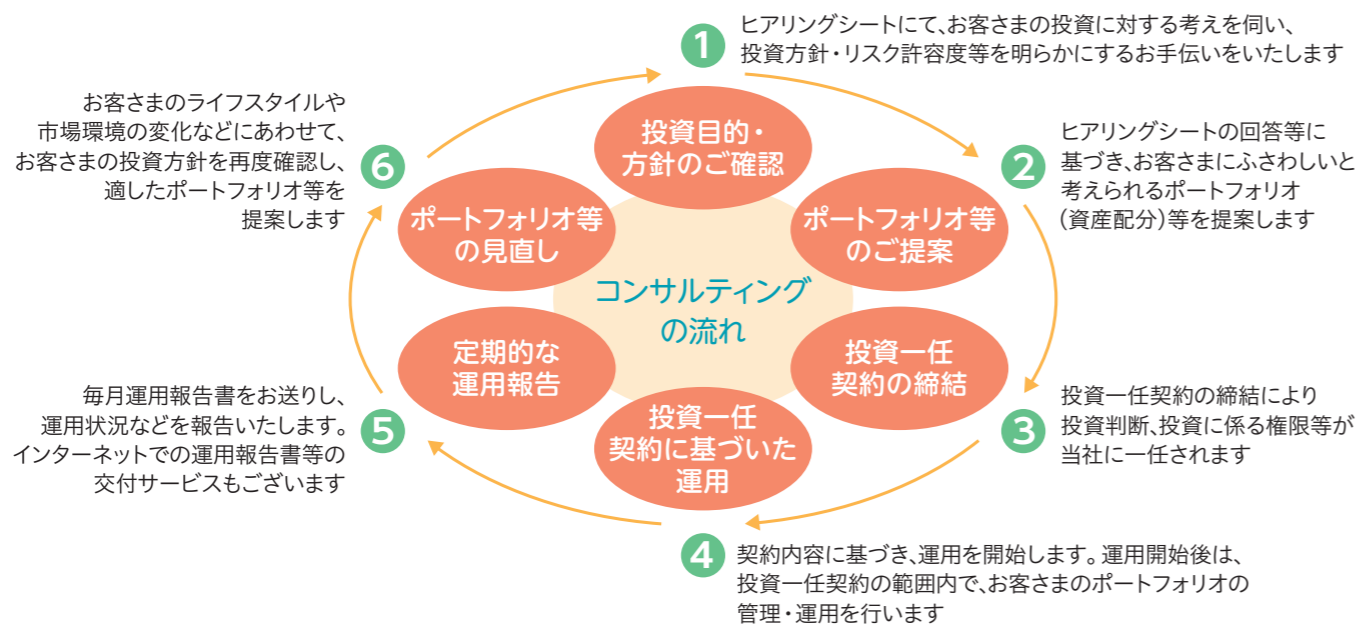 コンサルティング
の流れ
1
投資目的・
方針のご確認
ヒアリングシートにて、お客さまの投資に対する考えを伺い、
投資方針・リスク許容度等を明らかにするお手伝いをいたします
2
ポートフォリオ等
のご提案
ヒアリングシートの回答等に
基づき、お客さまにふさわしいと
考えられるポートフォリオ
(資産配分)等を提案します
3
投資一任
契約の締結
投資一任契約の締結により
投資判断、投資に係る権限等が
当社に一任されます
4
投資一任
契約に基づいた
運用
契約内容に基づき、運用を開始します。運用開始後は、
投資一任契約の範囲内で、お客さまのポートフォリオの
管理・運用を行います
5
定期的な
運用報告
毎月運用報告書をお送りし、
運用状況などを報告いたします。
インターネットでの運用報告書等の
交付サービスもございます
6
ポートフォリオ等
の見直し
お客さまのライフスタイルや
市場環境の変化などにあわせて、
お客さまの投資方針を再度確認し、
適したポートフォリオ等を
提案します